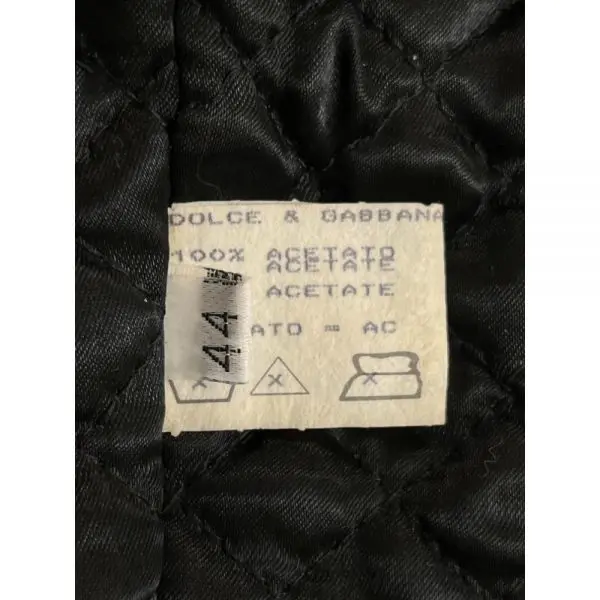 DOLCE & GABBANA
100% ACETATO
ACETATE
ACETATE
44
ATO = AC
X X X